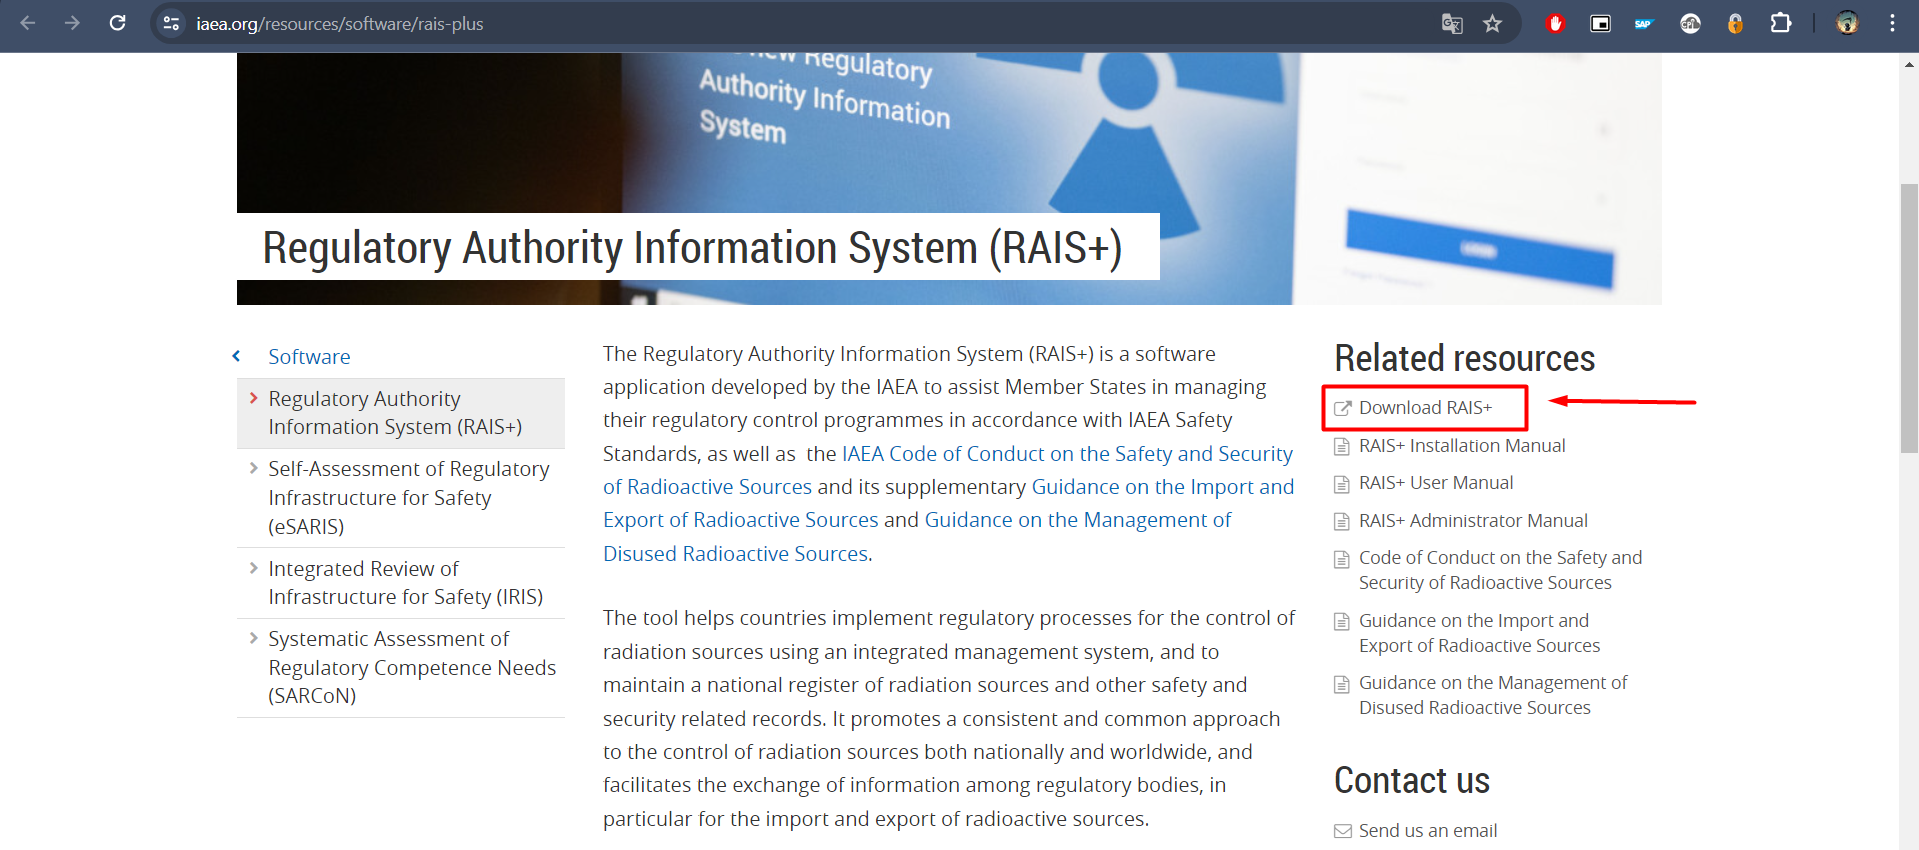 iaea.org/resources/software/rais-plus
new Regulatory
Authority Information
System
Regulatory Authority Information System (RAIS+)
Software
Regulatory Authority
Information System (RAIS+)
Self-Assessment of Regulatory
Infrastructure for Safety
(eSARIS)
Integrated Review of
Infrastructure for Safety (IRIS)
Systematic Assessment of
Regulatory Competence Needs
(SARCoN)
The Regulatory Authority Information System (RAIS+) is a software
application developed by the IAEA to assist Member States in managing
their regulatory control programmes in accordance with IAEA Safety
Standards, as well as  the IAEA Code of Conduct on the Safety and Security
of Radioactive Sources and its supplementary Guidance on the Import and
Export of Radioactive Sources and Guidance on the Management of
Disused Radioactive Sources.
The tool helps countries implement regulatory processes for the control of
radiation sources using an integrated management system, and to
maintain a national register of radiation sources and other safety and
security related records. It promotes a consistent and common approach
to the control of radiation sources both nationally and worldwide, and
facilitates the exchange of information among regulatory bodies, in
particular for the import and export of radioactive sources.
Related resources
Download RAIS+
RAIS+ Installation Manual
RAIS+ User Manual
RAIS+ Administrator Manual
Code of Conduct on the Safety and
Security of Radioactive Sources
Guidance on the Import and
Export of Radioactive Sources
Guidance on the Management of
Disused Radioactive Sources
Contact us
Send us an email